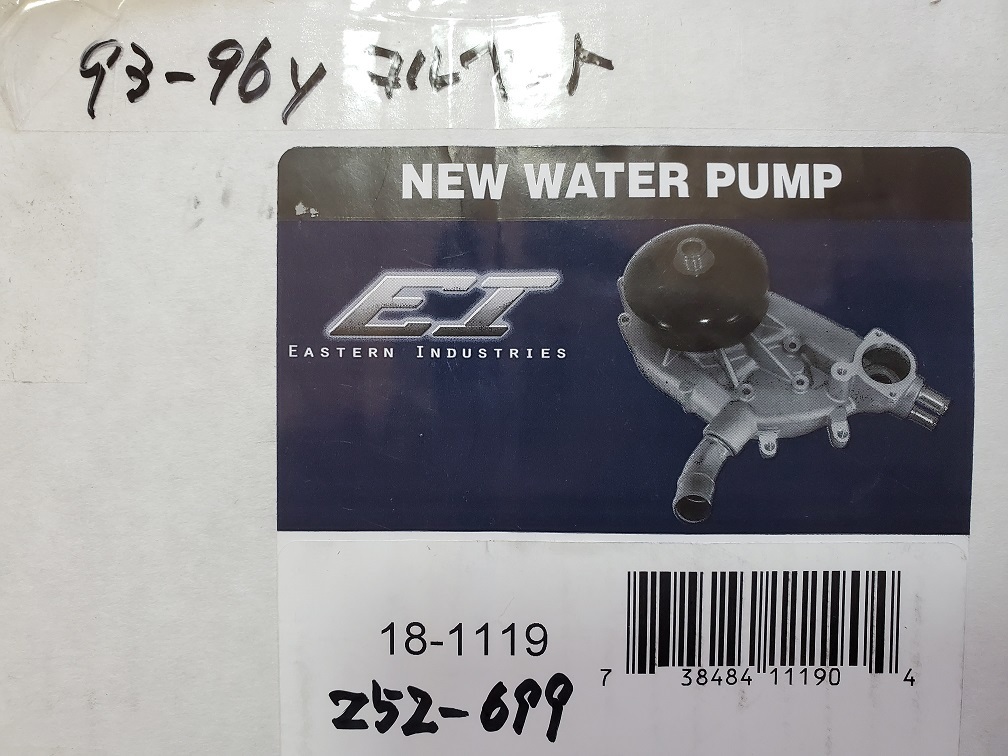 93-96y コルベット
NEW WATER PUMP
EI
EASTERN INDUSTRIES
18-1119
7 38484 11190 4
252-699